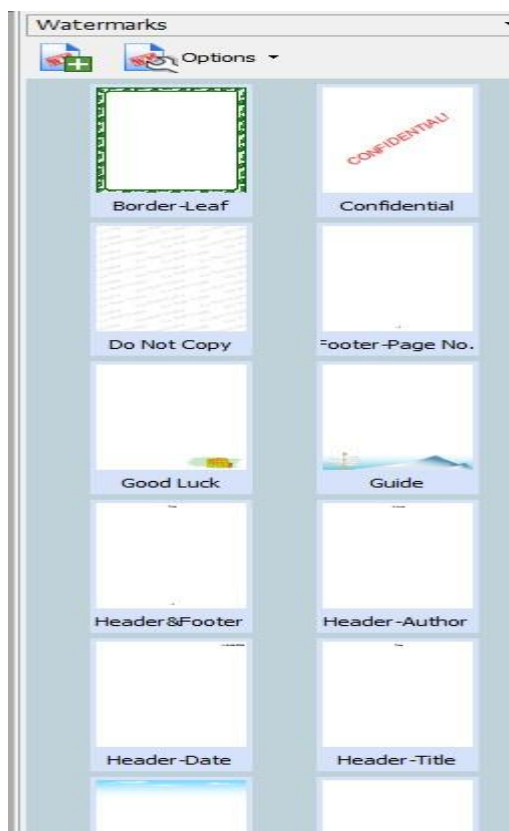 Watermarks
Options
CONFIDENTIAL!
Border-Leaf
Confidential
Do Not Copy
Footer-Page No.
Good Luck
Guide
Header&Footer
Header-Author
Header-Date
Header-Title